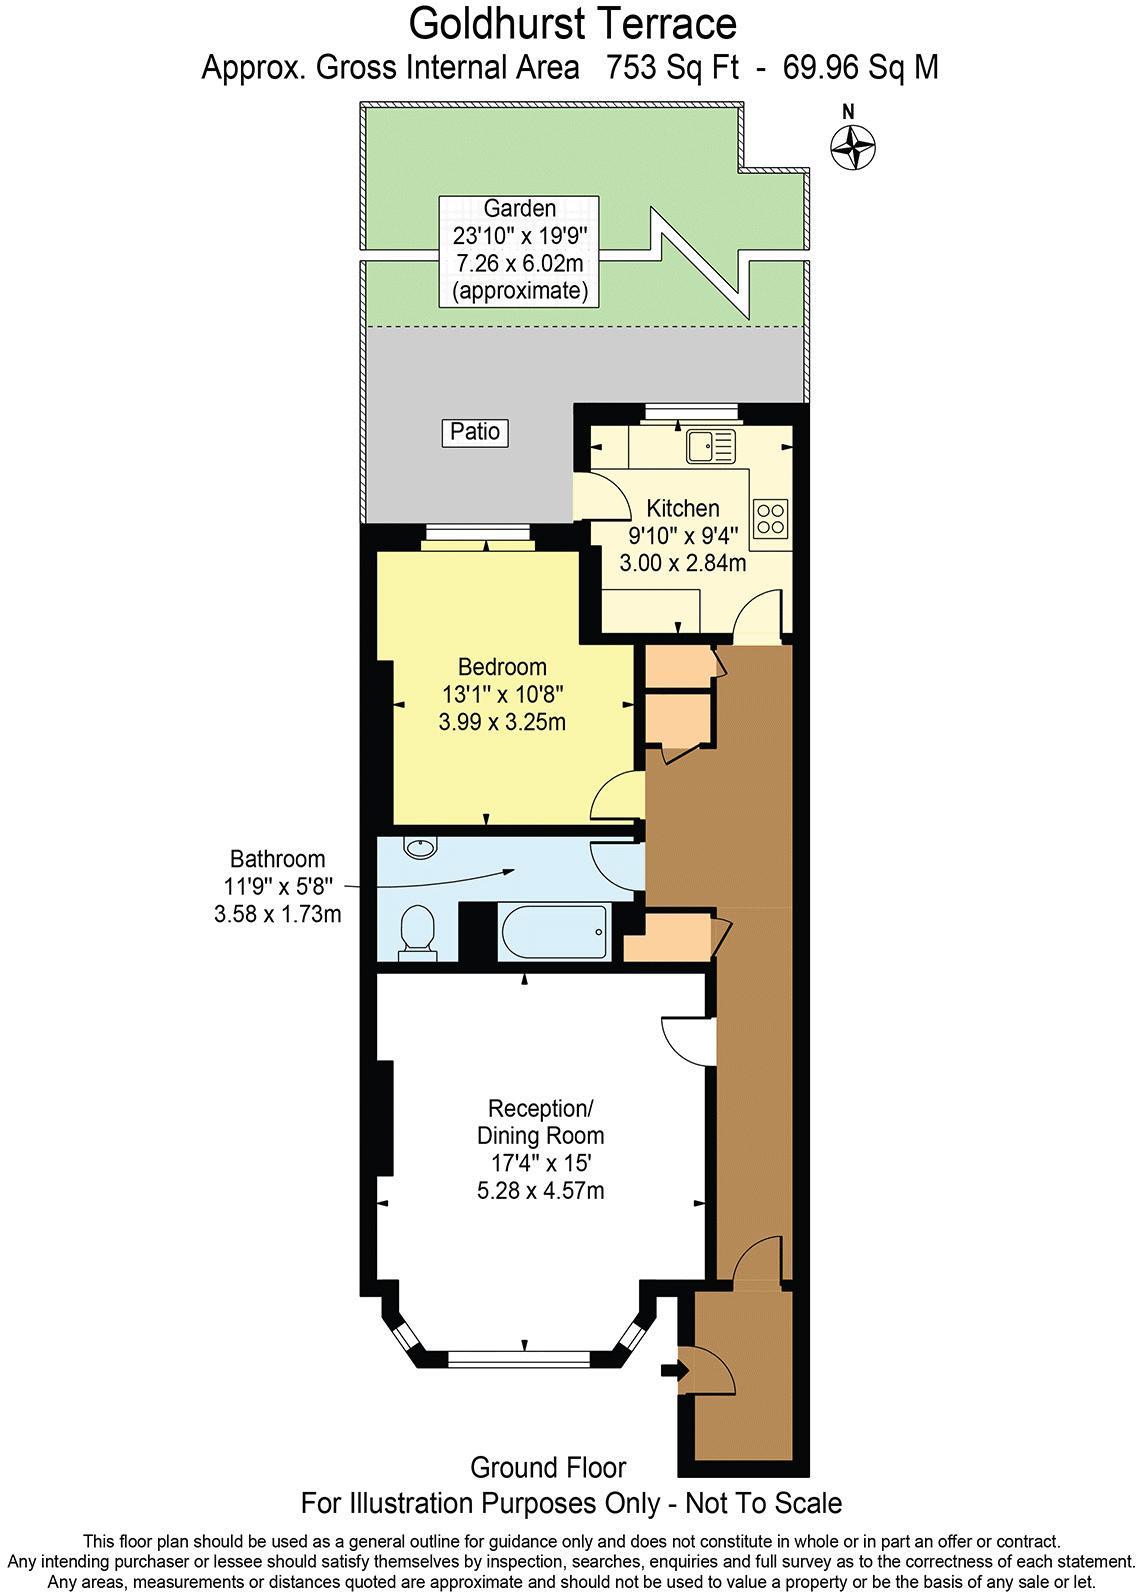 Goldhurst Terrace
Approx. Gross Internal Area 753 Sq Ft - 69.96 Sq M
N
Garden
23'10" x 19'9"
7.26 x 6.02m
(approximate)
Patio
Kitchen
9'10" x 9'4"
3.00 x 2.84m
Bedroom
13'1" x 10'8"
3.99 x 3.25m
Bathroom
11'9" x 5'8"
3.58 x 1.73m
Reception/
Dining Room
17'4" x 15'
5.28 x 4.57m
Ground Floor
For Illustration Purposes Only - Not To Scale
This floor plan should be used as a general outline for guidance only and does not constitute in whole or in part an offer or contract.
Any intending purchaser or lessee should satisfy themselves by inspection, searches, enquiries and full survey as to the correctness of each statement.
Any areas, measurements or distances quoted are approximate and should not be used to value a property or be the basis of any sale or let.